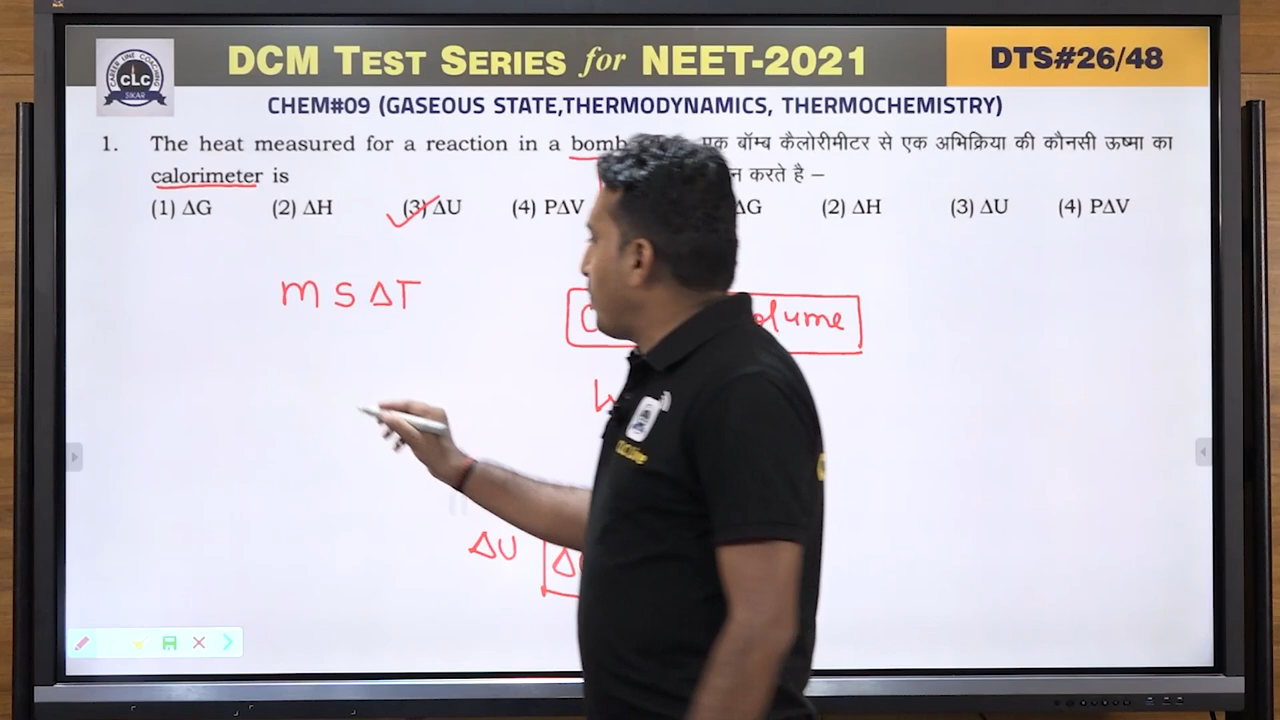 DCM TEST SERIES for NEET-2021
DTS#26/48
CAREER LINE COACHING
CLC
SIKAR
CHEM#09 (GASEOUS STATE,THERMODYNAMICS, THERMOCHEMISTRY)
1. The heat measured for a reaction in a bomb
calorimeter is
(1) ΔG (2) ΔH (3) ΔU (4) PΔV
एक बॉम्ब कैलोरीमीटर से एक अभिक्रिया की कौनसी ऊष्मा का
करते है –
ΔG (2) ΔH (3) ΔU (4) PΔV
m s ΔT
volume
ΔU